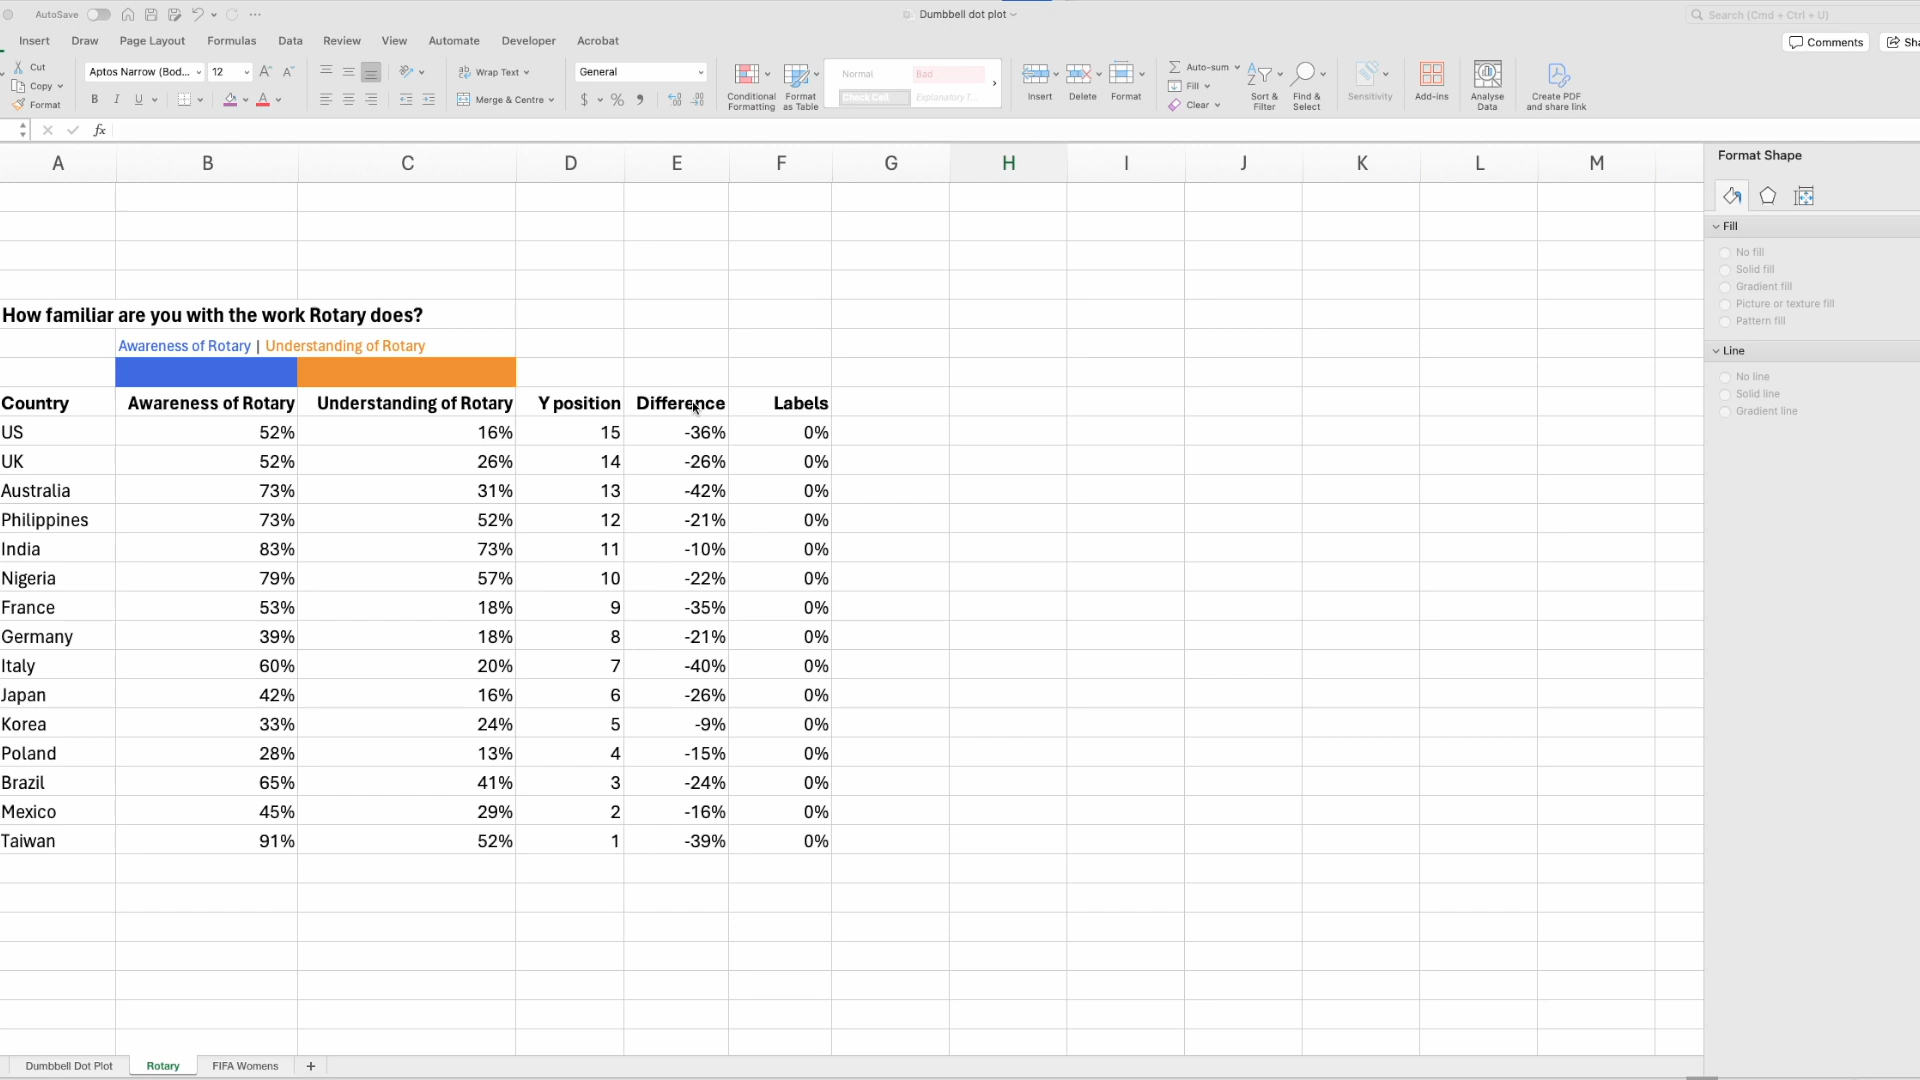 AutoSave
Dumbbell dot plot
Search (Cmd + Ctrl + U)
Insert Draw Page Layout Formulas Data Review View Automate Developer Acrobat
Comments
Cut
Copy
Format
Aptos Narrow (Bod... 12
B I U
Wrap Text
Merge & Centre
General
$ % 9
Conditional Formatting
Format as Table
Normal Bad
Check Cell Explanatory T...
Insert Delete Format
Auto-sum
Fill
Clear
Sort & Filter
Find & Select
Sensitivity
Add-ins
Analyse Data
Create PDF and share link
fx
A B C D E F G H I J K L M
How familiar are you with the work Rotary does?
Awareness of Rotary | Understanding of Rotary
Country Awareness of Rotary Understanding of Rotary Y position Difference Labels
US 52% 16% 15 -36% 0%
UK 52% 26% 14 -26% 0%
Australia 73% 31% 13 -42% 0%
Philippines 73% 52% 12 -21% 0%
India 83% 73% 11 -10% 0%
Nigeria 79% 57% 10 -22% 0%
France 53% 18% 9 -35% 0%
Germany 39% 18% 8 -21% 0%
Italy 60% 20% 7 -40% 0%
Japan 42% 16% 6 -26% 0%
Korea 33% 24% 5 -9% 0%
Poland 28% 13% 4 -15% 0%
Brazil 65% 41% 3 -24% 0%
Mexico 45% 29% 2 -16% 0%
Taiwan 91% 52% 1 -39% 0%
Format Shape
Fill
No fill
Solid fill
Gradient fill
Picture or texture fill
Pattern fill
Line
No line
Solid line
Gradient line
Dumbbell Dot Plot Rotary FIFA Womens +